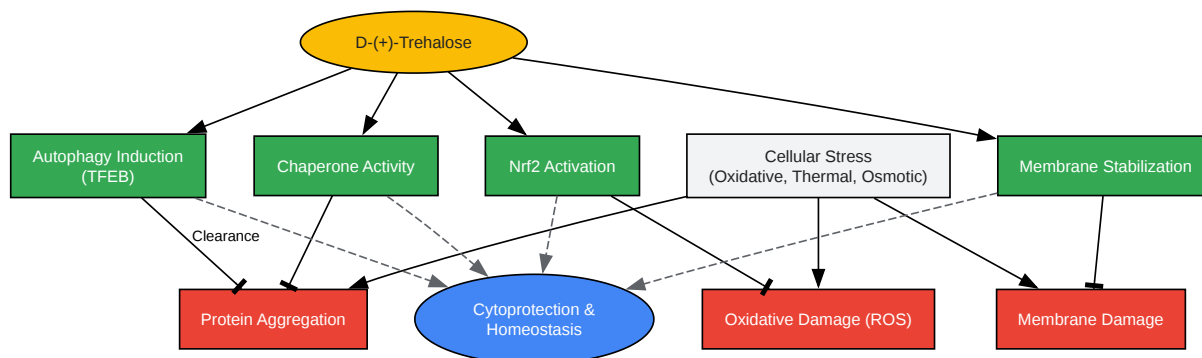 D-(+)-Trehalose
Autophagy Induction
(TFEB)
Chaperone Activity
Nrf2 Activation
Cellular Stress
(Oxidative, Thermal, Osmotic)
Membrane Stabilization
Clearance
Protein Aggregation
Cytoprotection &
Homeostasis
Oxidative Damage (ROS)
Membrane Damage